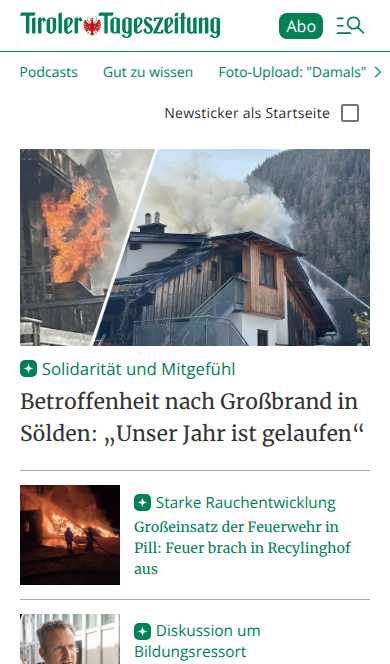 Tiroler Tageszeitung
Abo
Podcasts Gut zu wissen Foto-Upload: "Damals"
Newsticker als Startseite
Solidarität und Mitgefühl
Betroffenheit nach Großbrand in
Sölden: „Unser Jahr ist gelaufen“
Starke Rauchentwicklung
Großeinsatz der Feuerwehr in
Pill: Feuer brach in Recylinghof
aus
Diskussion um
Bildungsressort